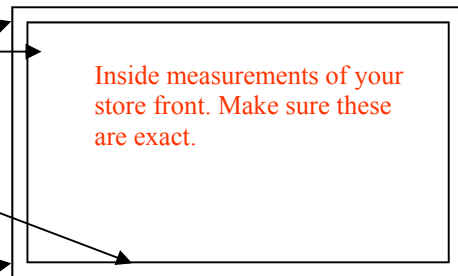 Inside measurements of your
store front. Make sure these
are exact.